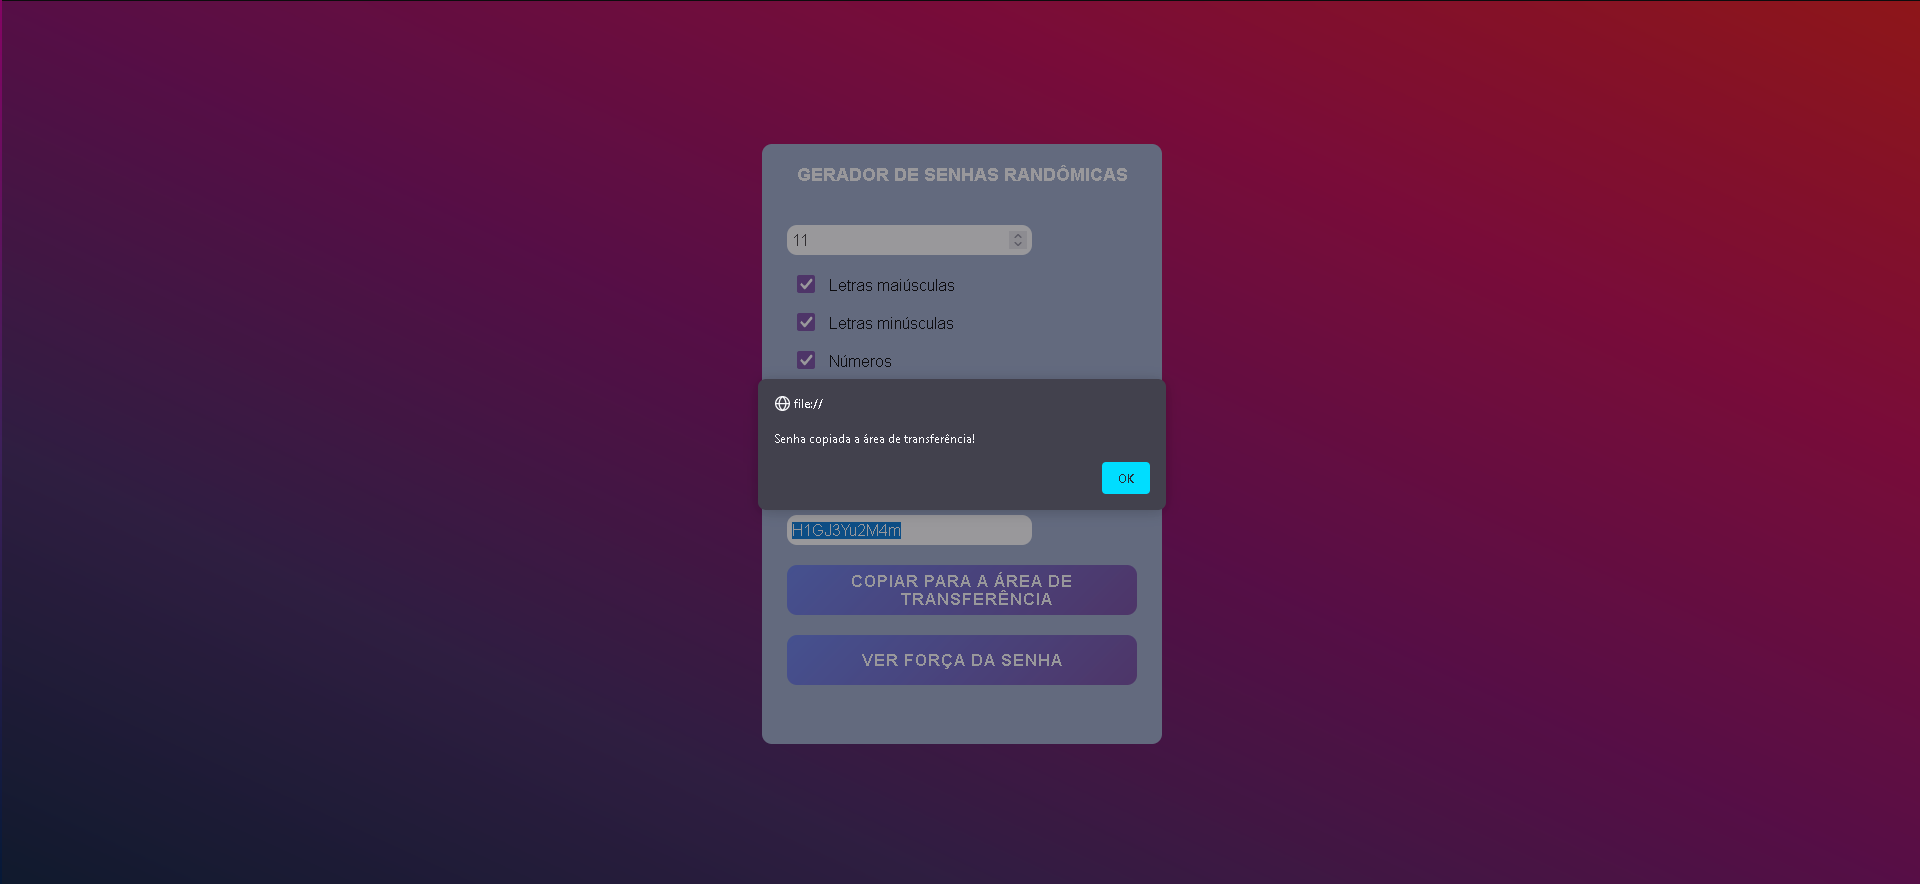 GERADOR DE SENHAS RANDÔMICAS
11
Letras maiúsculas
Letras minúsculas
Números
file://
Senha copiada a área de transferência!
OK
H1GJ3Yu2M4m
COPIAR PARA A ÁREA DE
TRANSFERÊNCIA
VER FORÇA DA SENHA